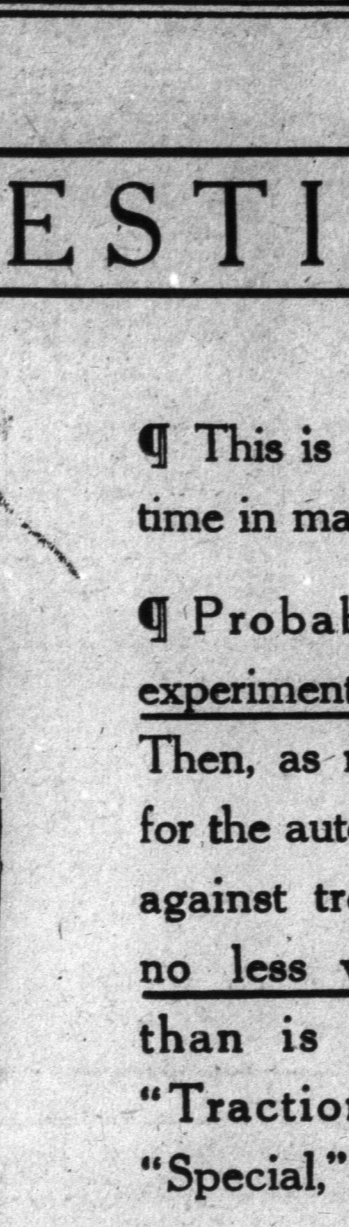 ESTI
¶ This is
time in ma
¶ Probab
experiment
Then, as
for the aut
against tr
no less
than is
“Traction
“Special,”